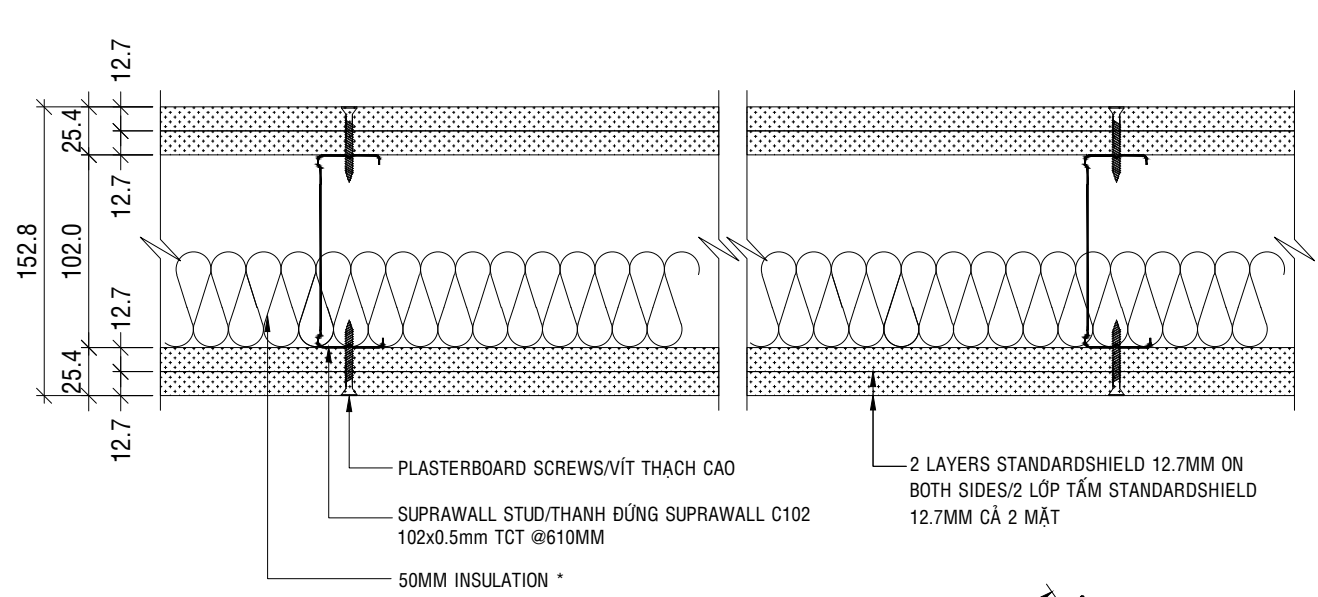 12.7
25.4
12.7
152.8
102.0
12.7
25.4
12.7
PLASTERBOARD SCREWS/VÍT THẠCH CAO
SUPRAWALL STUD/THANH ĐỨNG SUPRAWALL C102
102x0.5mm TCT @610MM
50MM INSULATION *
2 LAYERS STANDARDSHIELD 12.7MM ON
BOTH SIDES/2 LỚP TẤM STANDARDSHIELD
12.7MM CẢ 2 MẶT